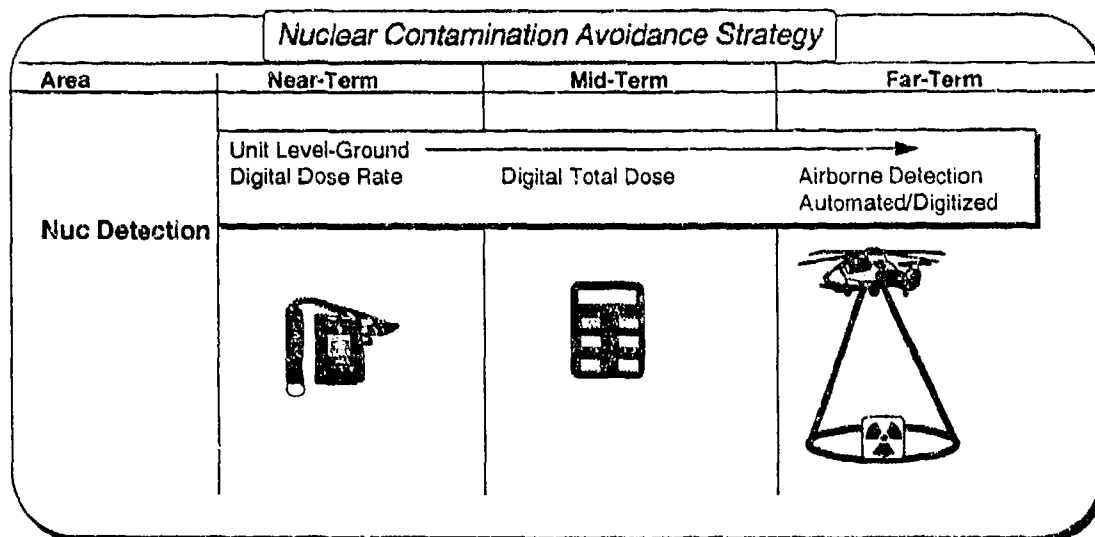 Nuclear Contamination Avoidance Strategy
Area Near-Term Mid-Term Far-Term
Unit Level-Ground
Digital Dose Rate Digital Total Dose Airborne Detection
Automated/Digitized
Nuc Detection